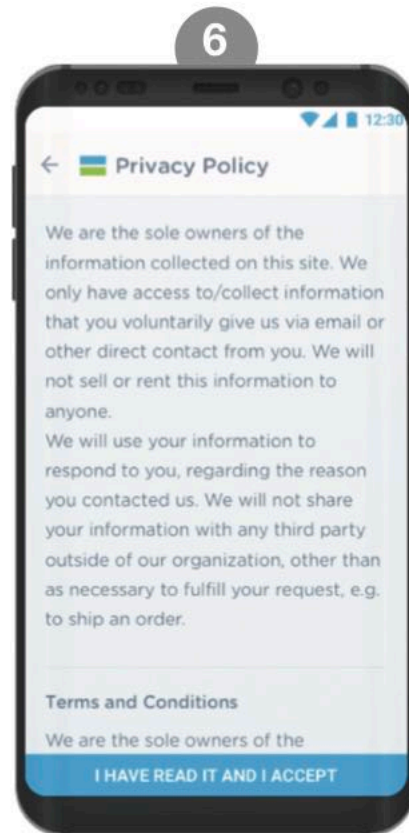 6
12:30
Privacy Policy
We are the sole owners of the
information collected on this site. We
only have access to/collect information
that you voluntarily give us via email or
other direct contact from you. We will
not sell or rent this information to
anyone.
We will use your information to
respond to you, regarding the reason
you contacted us. We will not share
your information with any third party
outside of our organization, other than
as necessary to fulfill your request, e.g.
to ship an order.
Terms and Conditions
We are the sole owners of the
I HAVE READ IT AND I ACCEPT